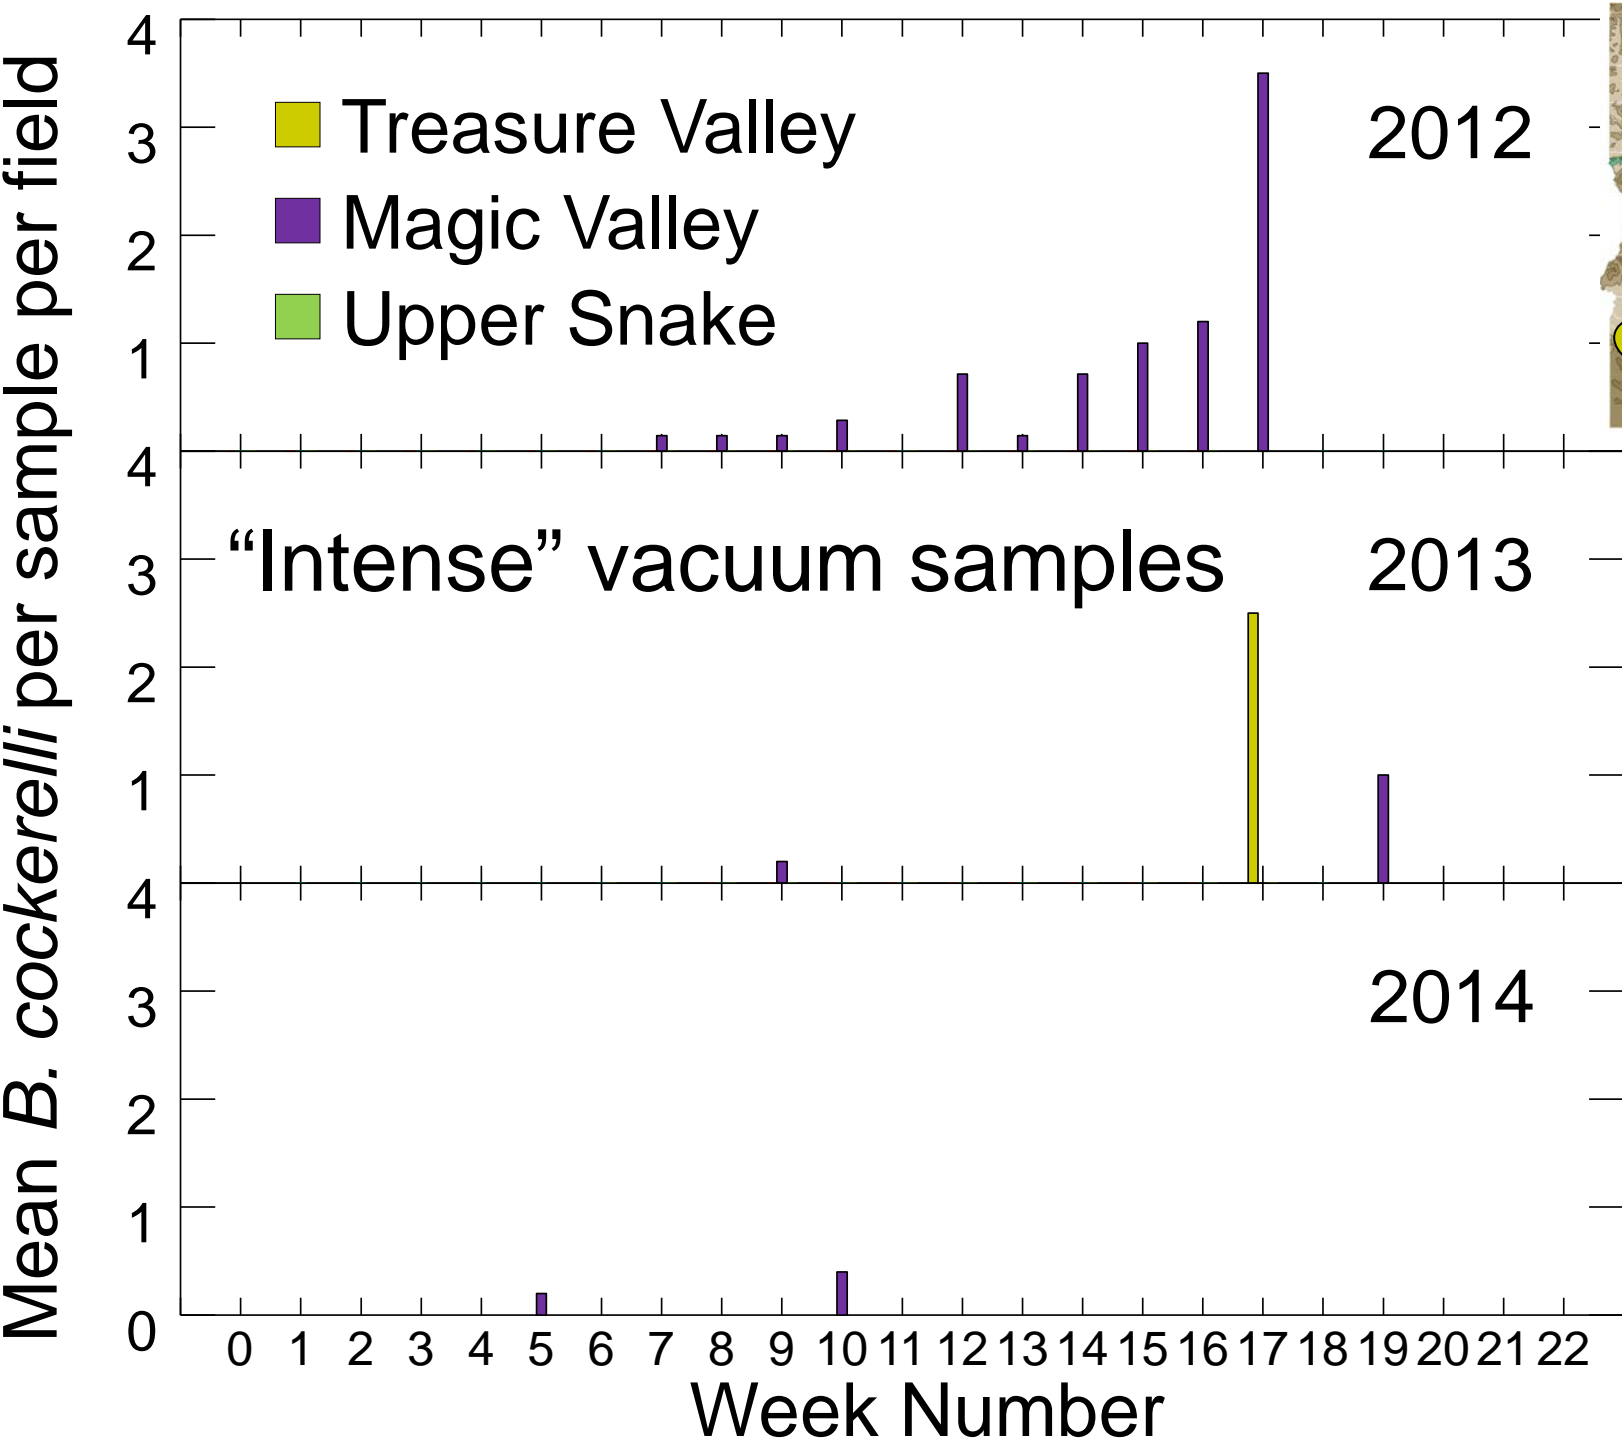 Mean B. cockerelli per sample per field
4
3
2
1
Treasure Valley
Magic Valley
Upper Snake
2012
4
3
2
1
“Intense” vacuum samples
2013
4
3
2
1
0
2014
0 1 2 3 4 5 6 7 8 9 10 11 12 13 14 15 16 17 18 19 20 21 22
Week Number